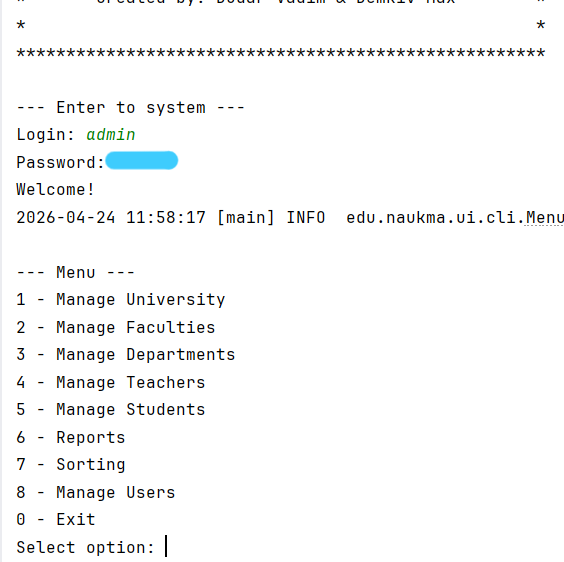 * Created by: Bodar Vadim & Demkiv Max *
* *
*****************************************************
--- Enter to system ---
Login: admin
Password:
Welcome!
2026-04-24 11:58:17 [main] INFO  edu.naukma.ui.cli.Menu
--- Menu ---
1 - Manage University
2 - Manage Faculties
3 - Manage Departments
4 - Manage Teachers
5 - Manage Students
6 - Reports
7 - Sorting
8 - Manage Users
0 - Exit
Select option: